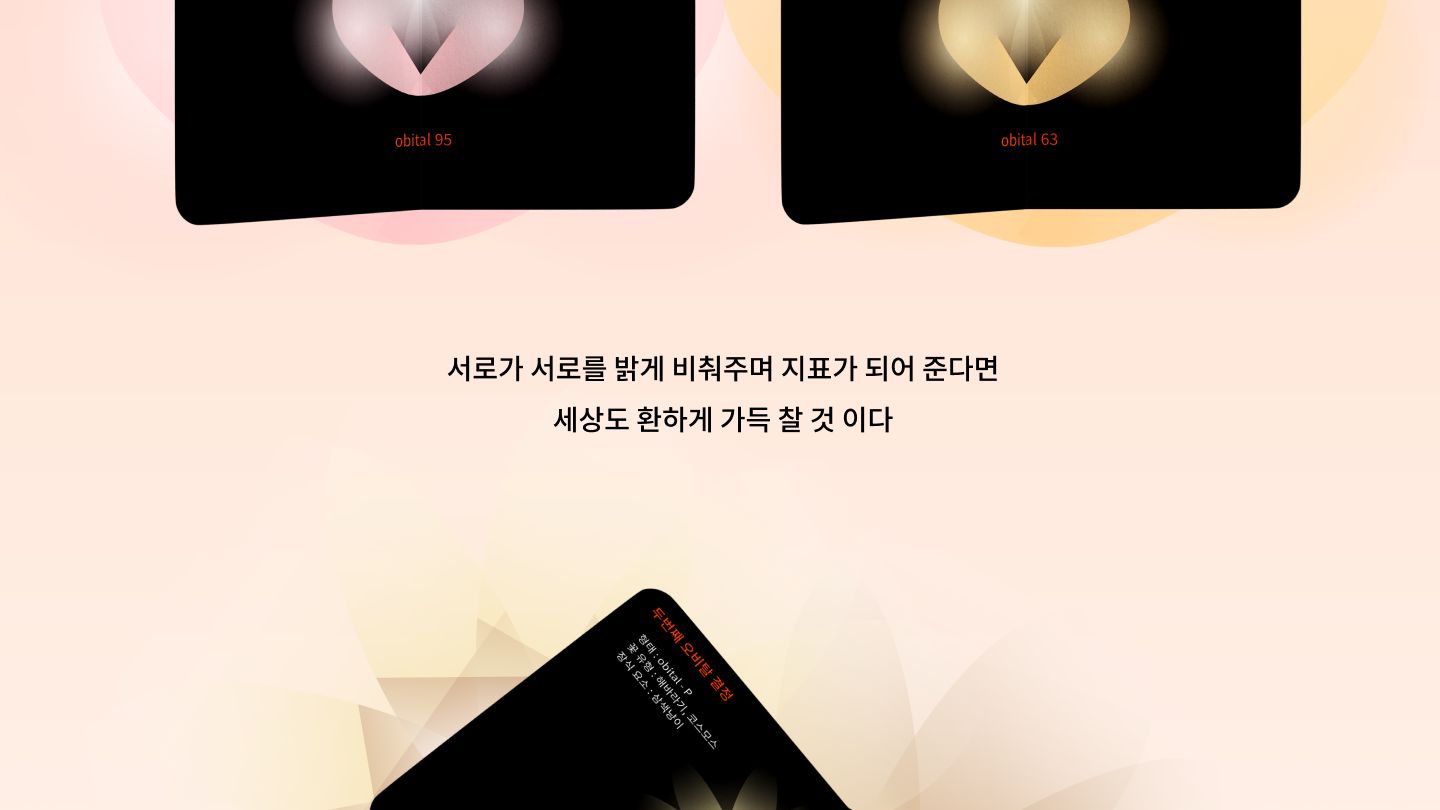 obital 95
obital 63
서로가 서로를 밝게 비춰주며 지표가 되어 준다면
세상도 환하게 가득 찰 것 이다
두번째 오비탈 결정
형태 : obital - P
꽃 유형 : 해바라기, 코스모스
장식 요소 : 삼색냥이